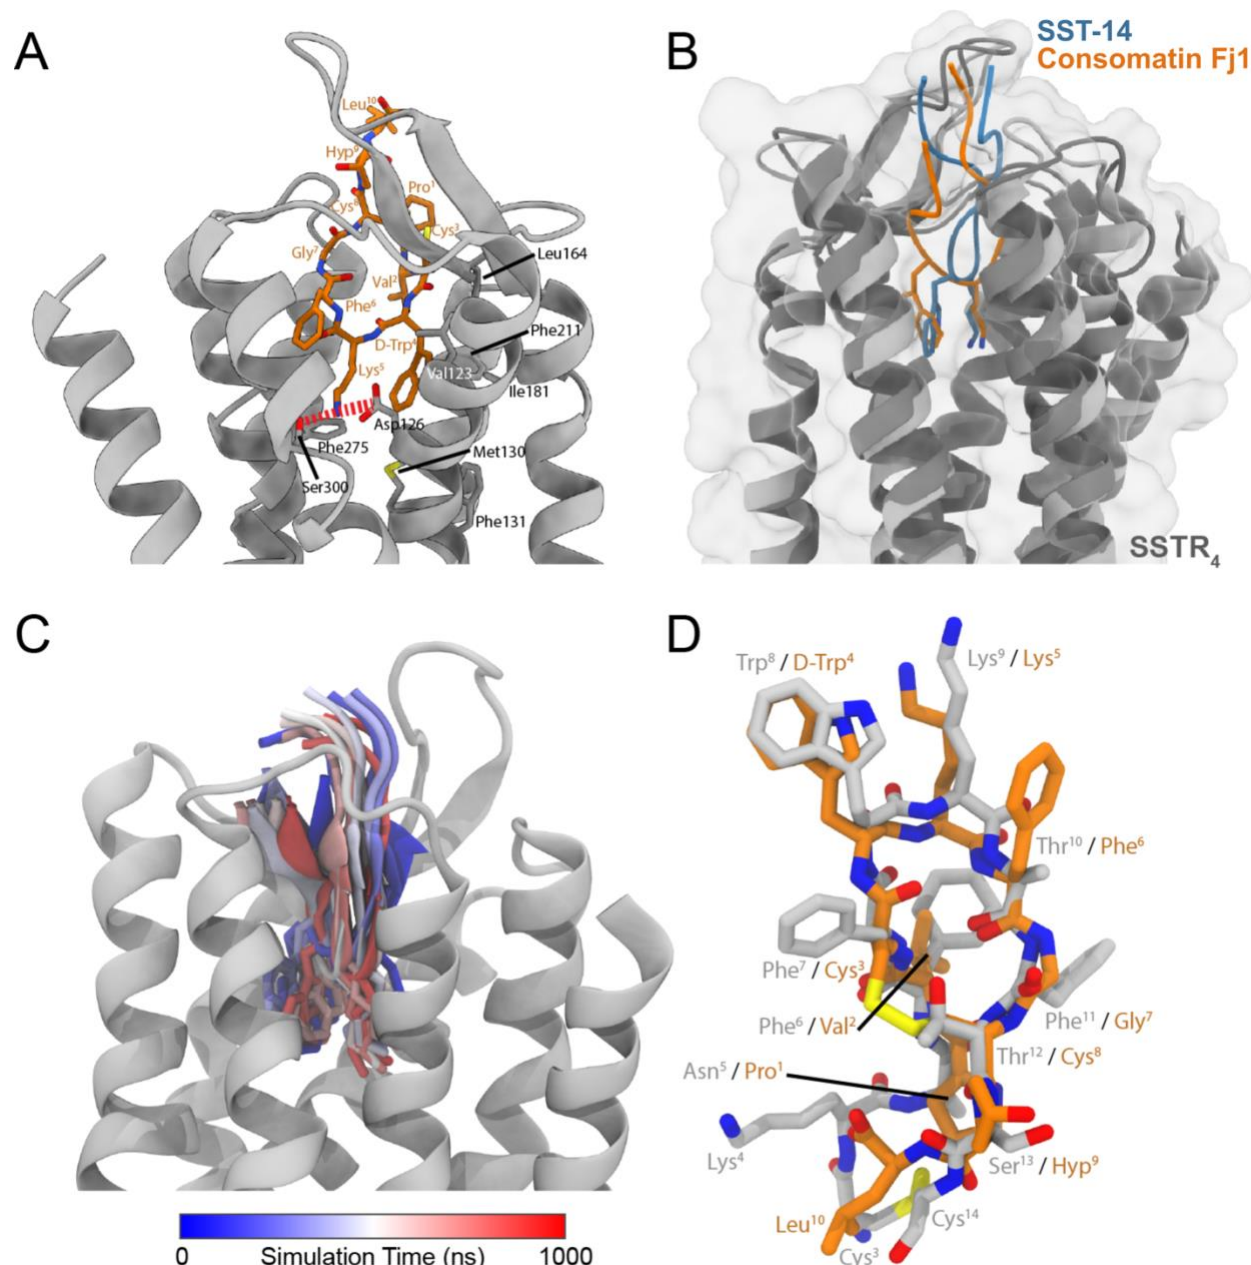 A
Leu¹⁰
Hyp⁹
Pro¹
Cys⁸
Cys³
Gly⁷
Leu164
Val²
Phe⁶
Phe211
D-Trp⁴
Val123
Lys⁵
Ile181
Asp126
Phe275
Met130
Ser300
Phe131
B
SST-14
Consomatin Fj1
SSTR₄
C
0 Simulation Time (ns) 1000
D
Trp⁸ / D-Trp⁴
Lys⁹ / Lys⁵
Thr¹⁰ / Phe⁶
Phe⁷ / Cys³
Phe⁶ / Val²
Phe¹¹ / Gly⁷
Thr¹² / Cys⁸
Asn⁵ / Pro¹
Lys⁴
Ser¹³ / Hyp⁹
Leu¹⁰
Cys¹⁴
Cys³